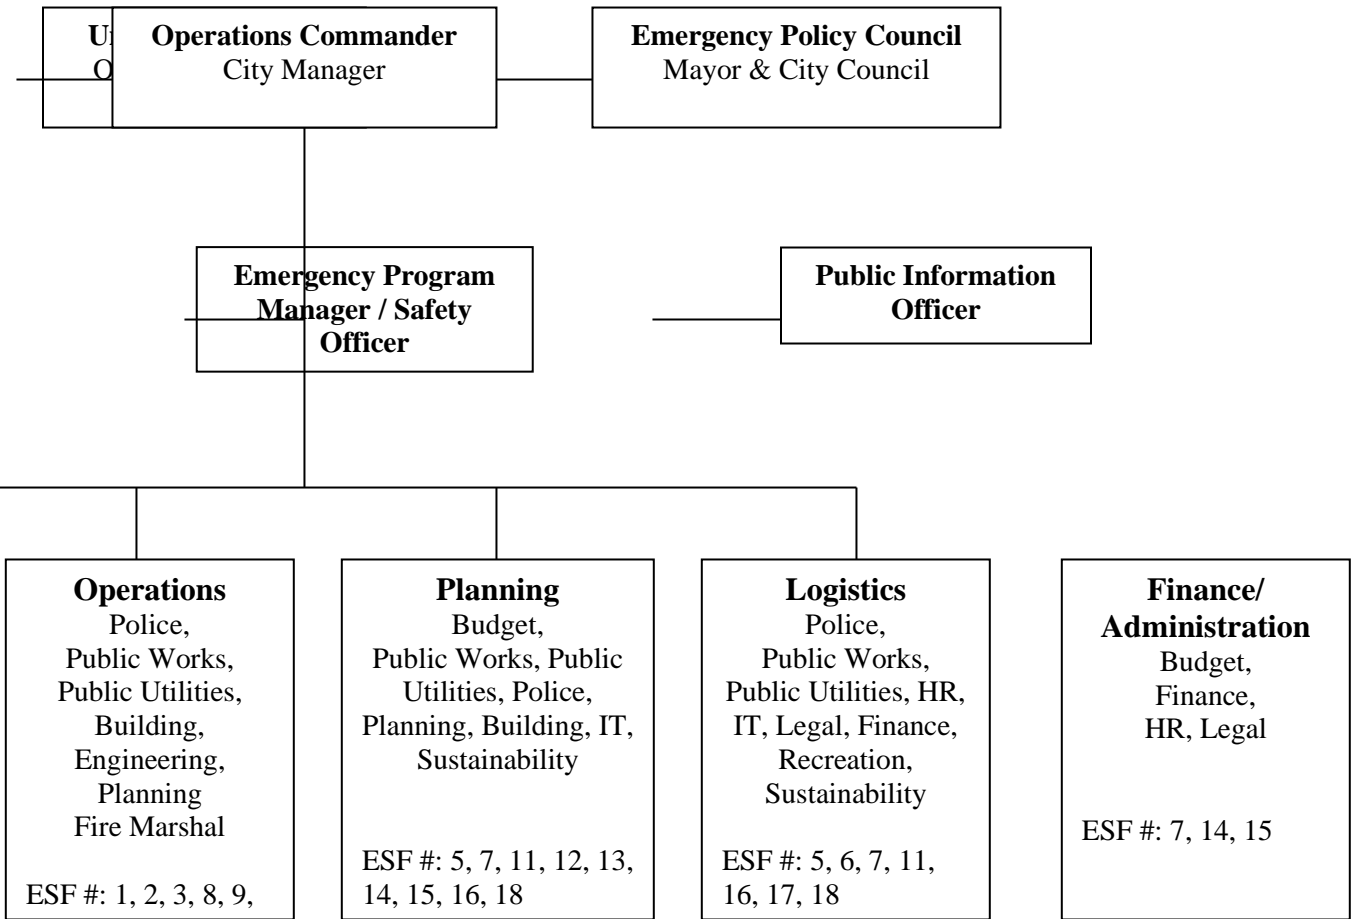 Operations Commander
City Manager
Emergency Policy Council
Mayor & City Council
Emergency Program
Manager / Safety
Officer
Public Information
Officer
Operations
Police,
Public Works,
Public Utilities,
Building,
Engineering,
Planning
Fire Marshal
ESF #: 1, 2, 3, 8, 9,
Planning
Budget,
Public Works, Public
Utilities, Police,
Planning, Building, IT,
Sustainability
ESF #: 5, 7, 11, 12, 13,
14, 15, 16, 18
Logistics
Police,
Public Works,
Public Utilities, HR,
IT, Legal, Finance,
Recreation,
Sustainability
ESF #: 5, 6, 7, 11,
16, 17, 18
Finance/
Administration
Budget,
Finance,
HR, Legal
ESF #: 7, 14, 15